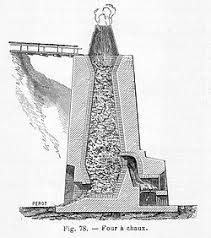 PEROT
Fig. 78. — Four à chaux.